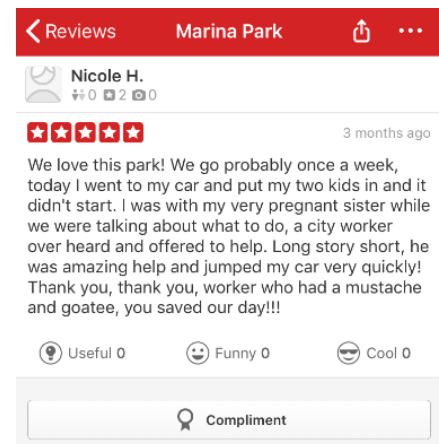 Reviews Marina Park
Nicole H.
0 2 0
3 months ago
We love this park! We go probably once a week,
today I went to my car and put my two kids in and it
didn't start. I was with my very pregnant sister while
we were talking about what to do, a city worker
over heard and offered to help. Long story short, he
was amazing help and jumped my car very quickly!
Thank you, thank you, worker who had a mustache
and goatee, you saved our day!!!
Useful 0 Funny 0 Cool 0
Compliment